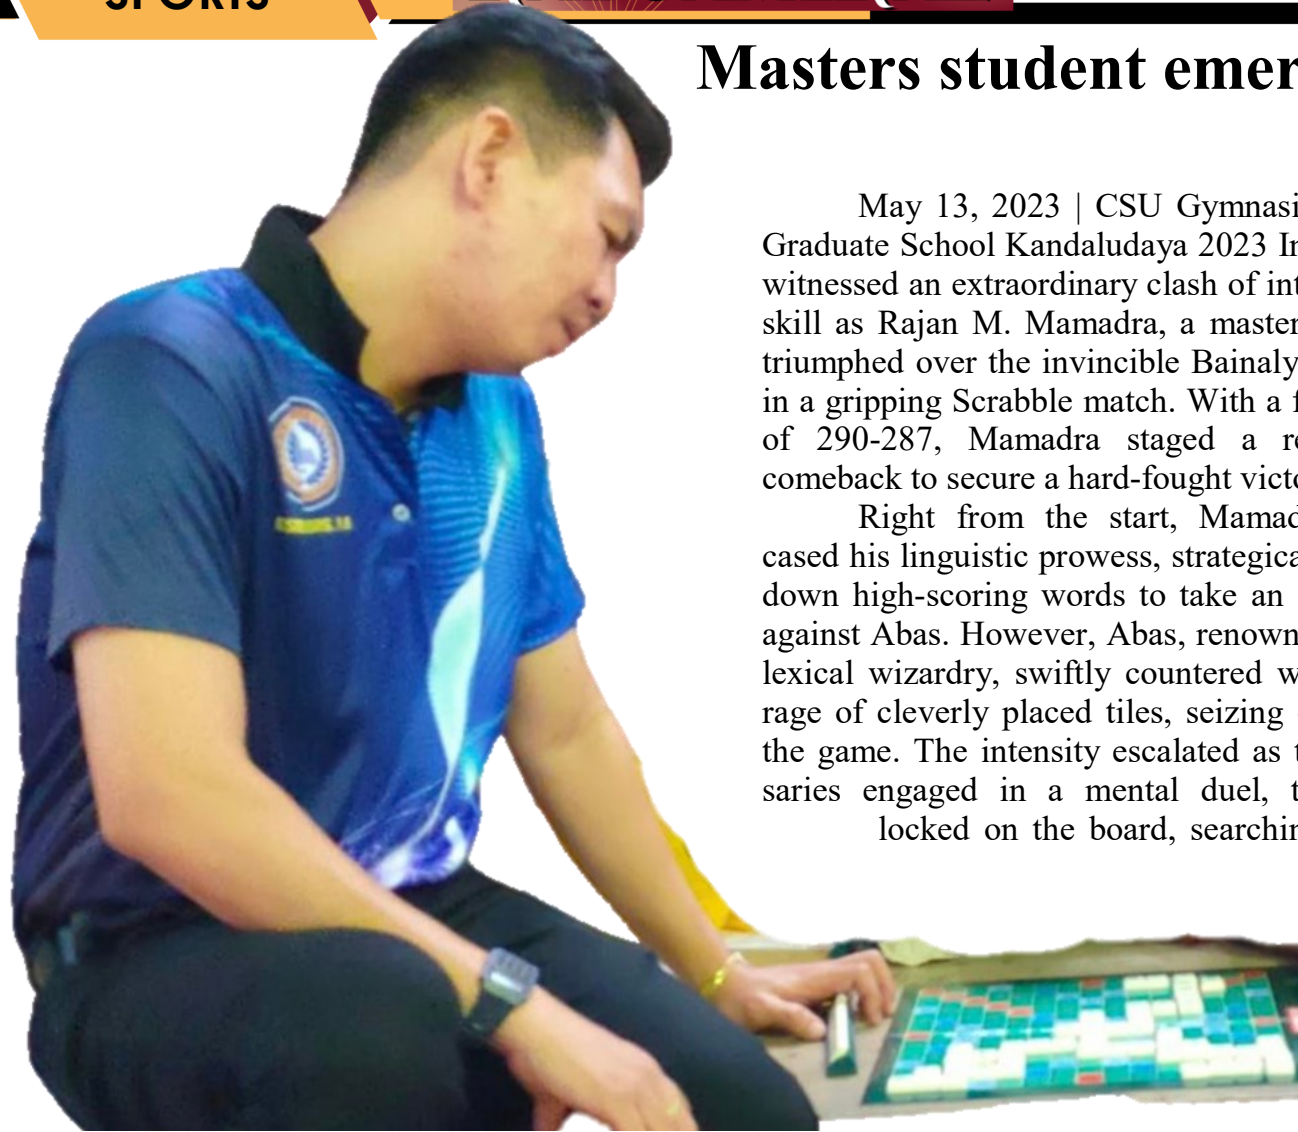 SPORTS
Masters student emer
May 13, 2023 | CSU Gymnasi
Graduate School Kandaludaya 2023 In
witnessed an extraordinary clash of int
skill as Rajan M. Mamadra, a master
triumphed over the invincible Bainaly
in a gripping Scrabble match. With a f
of 290-287, Mamadra staged a re
comeback to secure a hard-fought victo
Right from the start, Mamad
cased his linguistic prowess, strategica
down high-scoring words to take an
against Abas. However, Abas, renown
lexical wizardry, swiftly countered w
rage of cleverly placed tiles, seizing
the game. The intensity escalated as t
saries engaged in a mental duel, t
locked on the board, searchin